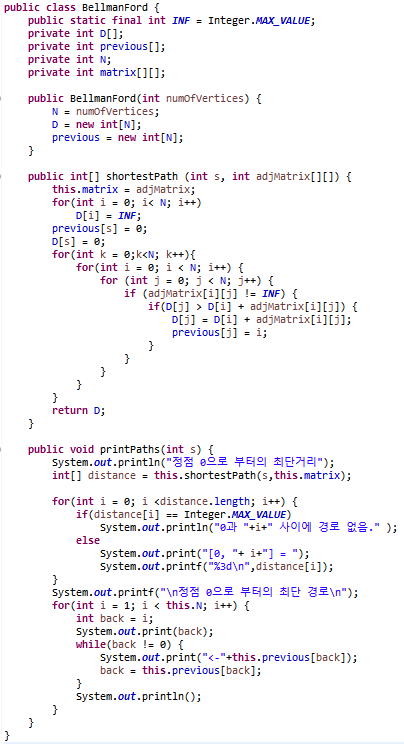 public class BellmanFord {
    public static final int INF = Integer.MAX_VALUE;
    private int D[];
    private int previous[];
    private int N;
    private int matrix[][];

    public BellmanFord(int numOfVertices) {
        N = numOfVertices;
        D = new int[N];
        previous = new int[N];
    }

    public int[] shortestPath (int s, int adjMatrix[][]) {
        this.matrix = adjMatrix;
        for(int i = 0; i< N; i++)
            D[i] = INF;
        previous[s] = 0;
        D[s] = 0;
        for(int k = 0;k<N; k++){
            for(int i = 0; i < N; i++) {
                for (int j = 0; j < N; j++) {
                    if (adjMatrix[i][j] != INF) {
                        if(D[j] > D[i] + adjMatrix[i][j]) {
                            D[j] = D[i] + adjMatrix[i][j];
                            previous[j] = i;
                        }
                    }
                }
            }
        }
        return D;
    }

    public void printPaths(int s) {
        System.out.println("정점 0으로 부터의 최단거리");
        int[] distance = this.shortestPath(s,this.matrix);

        for(int i = 0; i <distance.length; i++) {
            if(distance[i] == Integer.MAX_VALUE)
                System.out.println("0과 "+i+" 사이에 경로 없음." );
            else
                System.out.print("[0, "+ i+"] = ");
                System.out.printf("%3d\n",distance[i]);
        }
        System.out.printf("\n정점 0으로 부터의 최단 경로\n");
        for(int i = 1; i < this.N; i++) {
            int back = i;
            System.out.print(back);
            while(back != 0) {
                System.out.print("<-"+this.previous[back]);
                back = this.previous[back];
            }
            System.out.println();
        }
    }
}